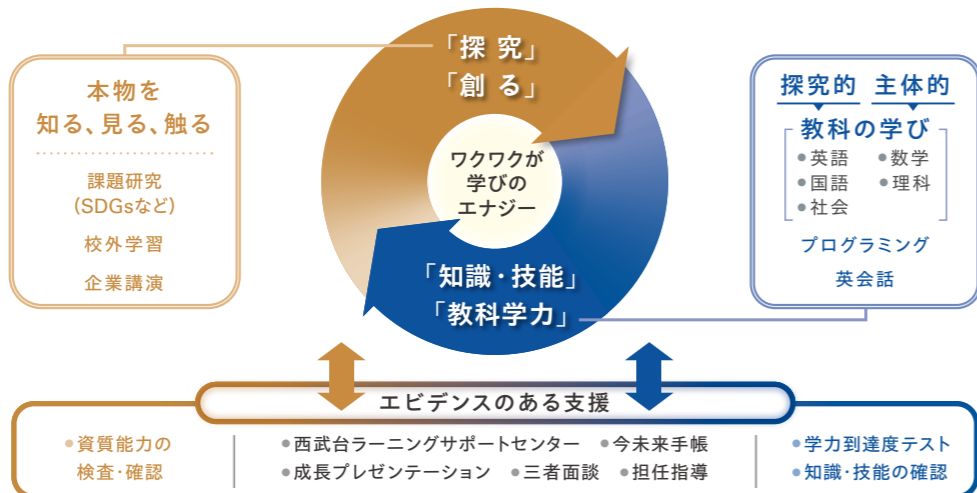 「探 究」
「創 る」
ワクワクが
学びの
エナジー
「知識・技能」
「教科学力」
本物を
知る、見る、触る
課題研究
(SDGsなど)
校外学習
企業講演
探究的 主体的
教科の学び
●英語 ●数学
●国語 ●理科
●社会
プログラミング
英会話
エビデンスのある支援
●資質能力の
検査・確認
●西武台ラーニングサポートセンター ●今未来手帳
●成長プレゼンテーション ●三者面談 ●担任指導
●学力到達度テスト
●知識・技能の確認